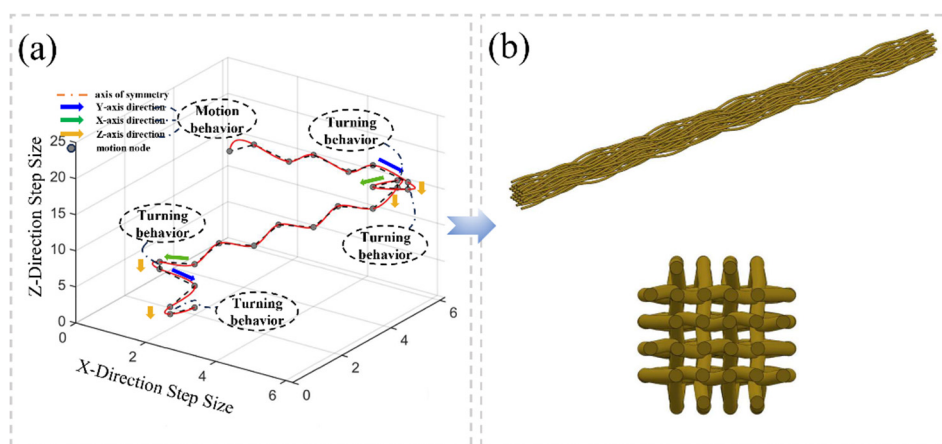 (a)
axis of symmetry
Y-axis direction
X-axis direction
Z-axis direction
motion node
Motion
behavior
Turning
behavior
Turning
behavior
Turning
behavior
Turning
behavior
Z-Direction Step Size
25
20
15
10
5
0
0
2
4
6
X-Direction Step Size
0
2
4
6
(b)